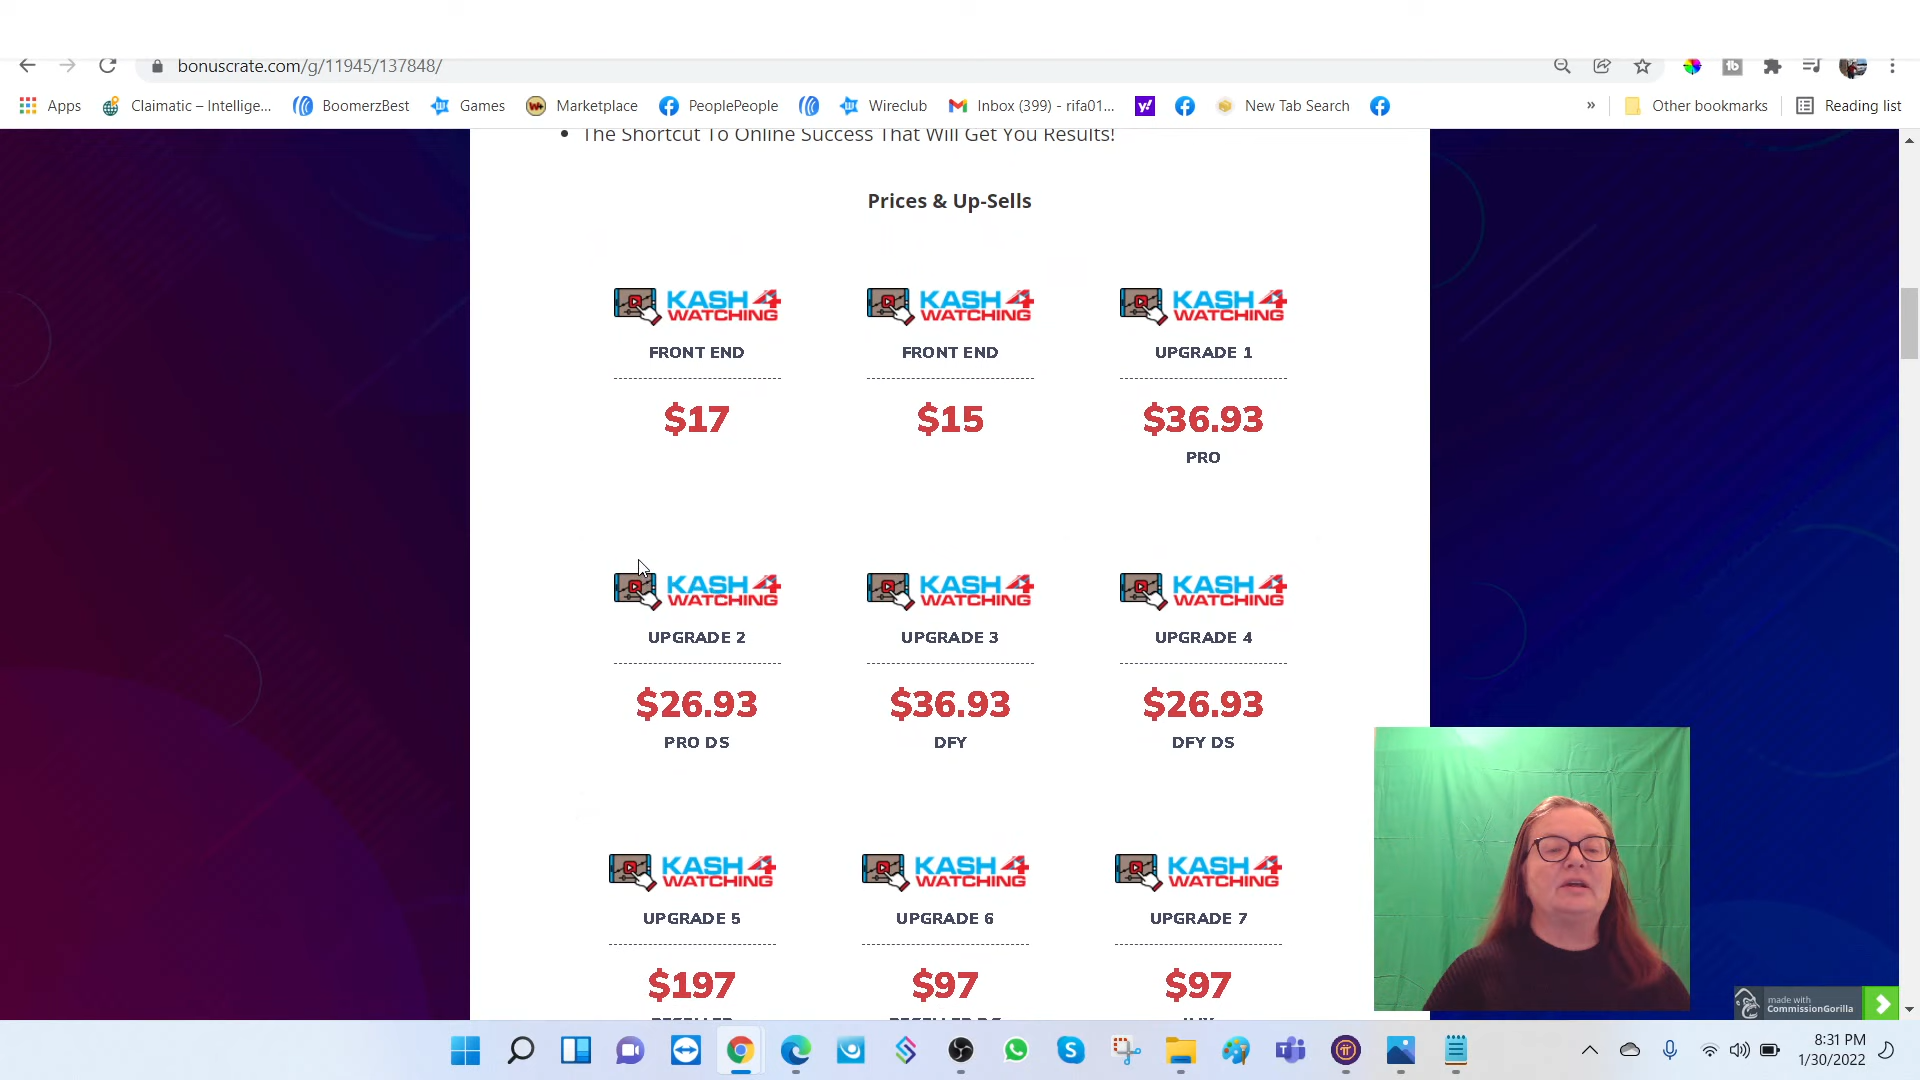 bonuscrate.com/g/11945/137848/
Apps
Claimatic – Intellige...
BoomerzBest
Games
Marketplace
PeoplePeople
Wireclub
Inbox (399) - rifa01...
New Tab Search
»
Other bookmarks
Reading list
• The Shortcut To Online Success That Will Get You Results!
Prices & Up-Sells
KASH 4 KASH 4 KASH 4
WATCHING WATCHING WATCHING
FRONT END FRONT END UPGRADE 1
$17 $15 $36.93
PRO
KASH 4 KASH 4 KASH 4
WATCHING WATCHING WATCHING
UPGRADE 2 UPGRADE 3 UPGRADE 4
$26.93 $36.93 $26.93
PRO DS DFY DFY DS
KASH 4 KASH 4 KASH 4
WATCHING WATCHING WATCHING
UPGRADE 5 UPGRADE 6 UPGRADE 7
$197 $97 $97
made with
CommissionGorilla
8:31 PM
1/30/2022